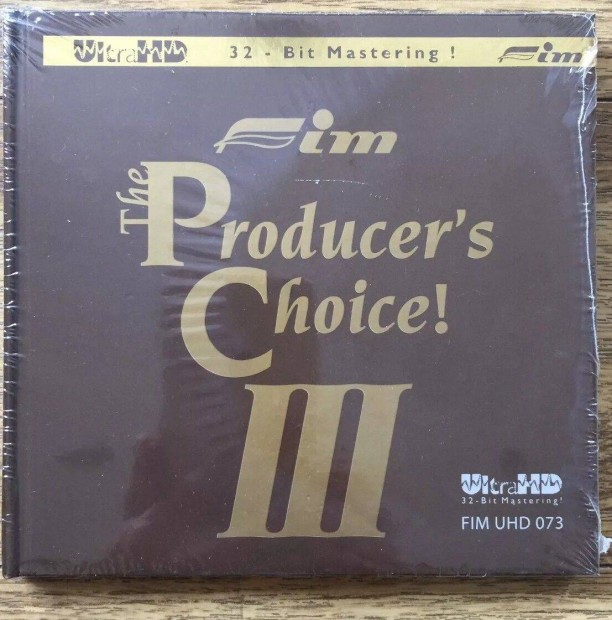 UltraHD 32 - Bit Mastering ! Fim
Fim
The
Producer's
Choice!
III
UltraHD
32-Bit Mastering!
FIM UHD 073